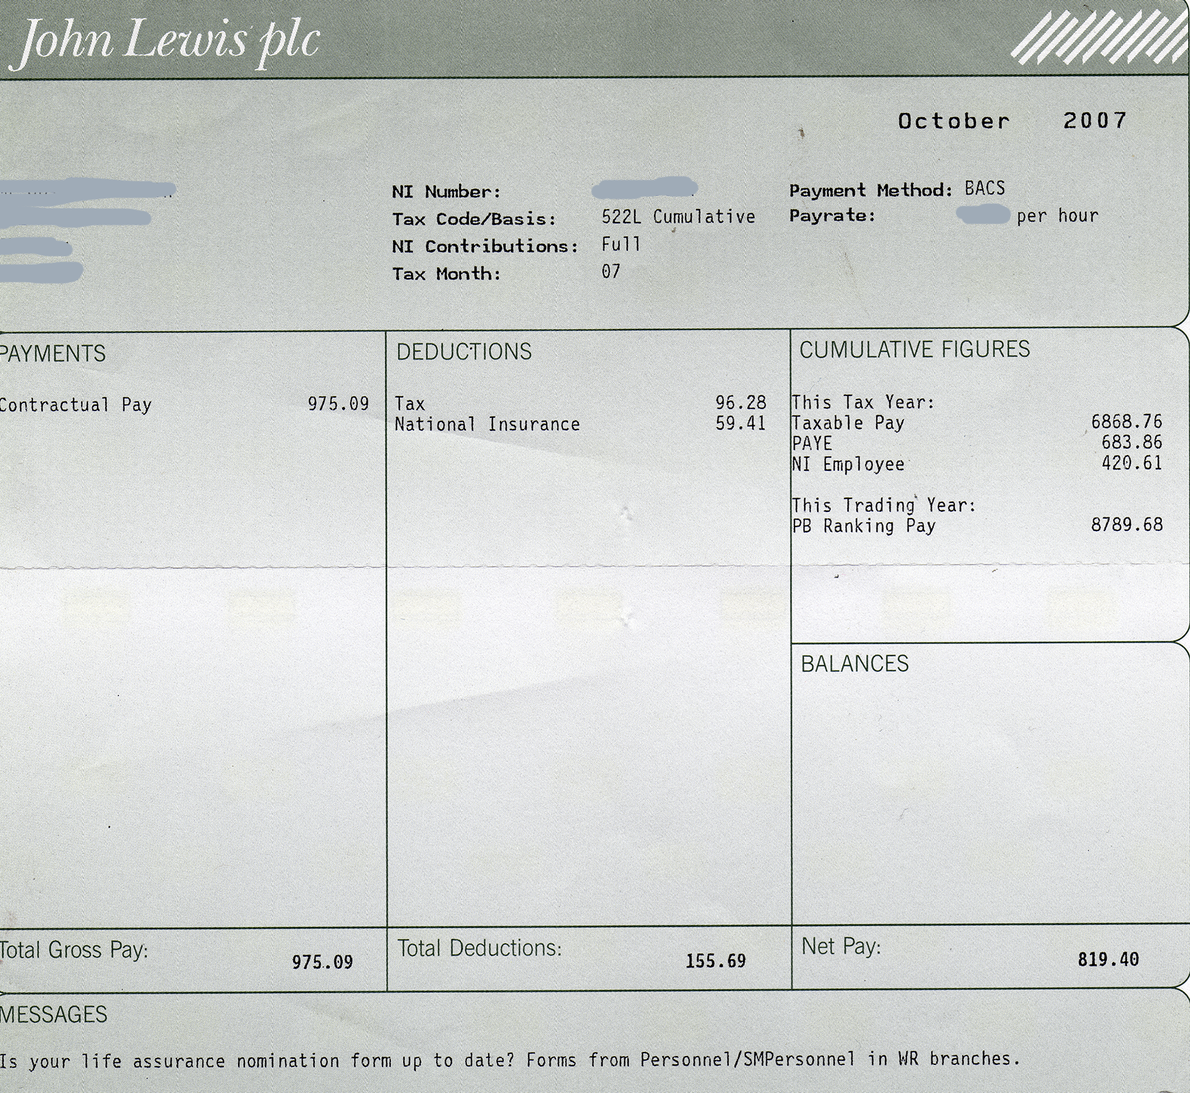 John Lewis plc
October 2007
NI Number:
Tax Code/Basis: 522L Cumulative
NI Contributions: Full
Tax Month: 07
Payment Method: BACS
Payrate: per hour
PAYMENTS
Contractual Pay 975.09
DEDUCTIONS
Tax 96.28
National Insurance 59.41
CUMULATIVE FIGURES
This Tax Year:
Taxable Pay 6868.76
PAYE 683.86
NI Employee 420.61
This Trading Year:
PB Ranking Pay 8789.68
BALANCES
Total Gross Pay: 975.09
Total Deductions: 155.69
Net Pay: 819.40
MESSAGES
Is your life assurance nomination form up to date? Forms from Personnel/SMPersonnel in WR branches.